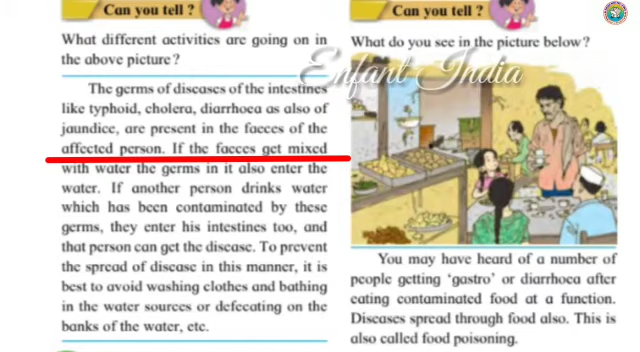 Can you tell ?
What different activities are going on in
the above picture?
The germs of diseases of the intestines
like typhoid, cholera, diarrhoea as also of
jaundice, are present in the faeces of the
affected person. If the faeces get mixed
with water the germs in it also enter the
water. If another person drinks water
which has been contaminated by these
germs, they enter his intestines too, and
that person can get the disease. To prevent
the spread of disease in this manner, it is
best to avoid washing clothes and bathing
in the water sources or defecating on the
banks of the water, etc.
Can you tell ?
What do you see in the picture below?
Enfant India
You may have heard of a number of
people getting 'gastro' or diarrhoea after
eating contaminated food at a function.
Diseases spread through food also. This is
also called food poisoning.